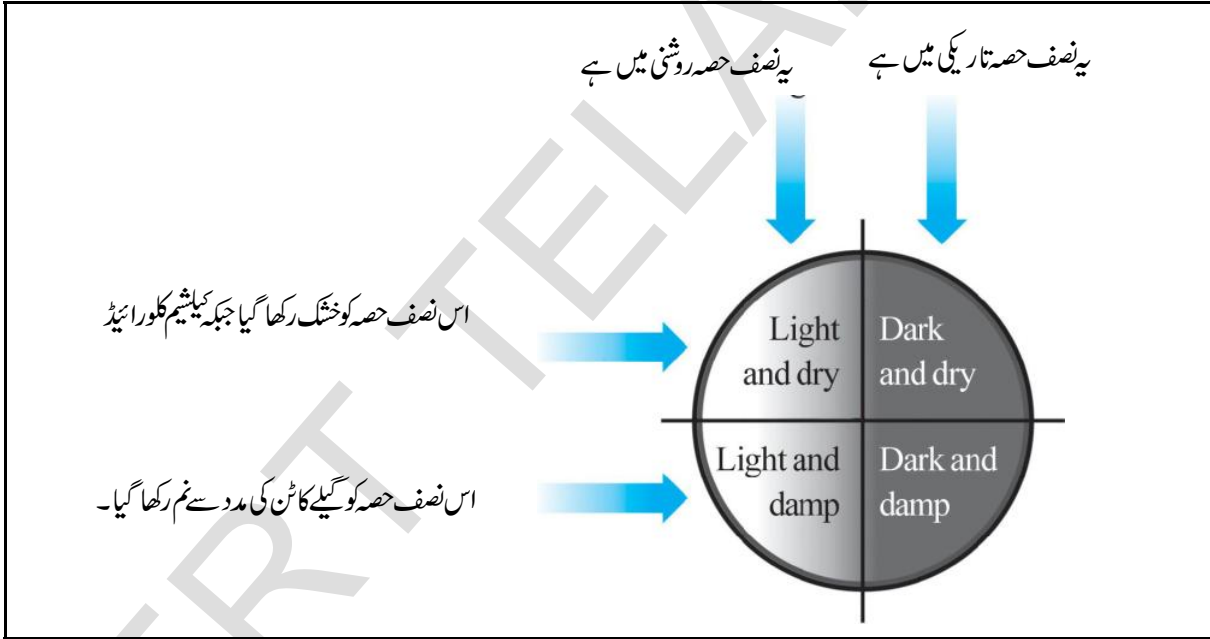 یہ نصف حصہ تاریکی میں ہے
یہ نصف حصہ روشنی میں ہے
اس نصف حصہ کو خشک رکھا گیا جبکہ کیلشیم کلورائیڈ
Light and dry
Dark and dry
اس نصف حصہ کو گیلے کاٹن کی مدد سے نم رکھا گیا۔
Light and damp
Dark and damp